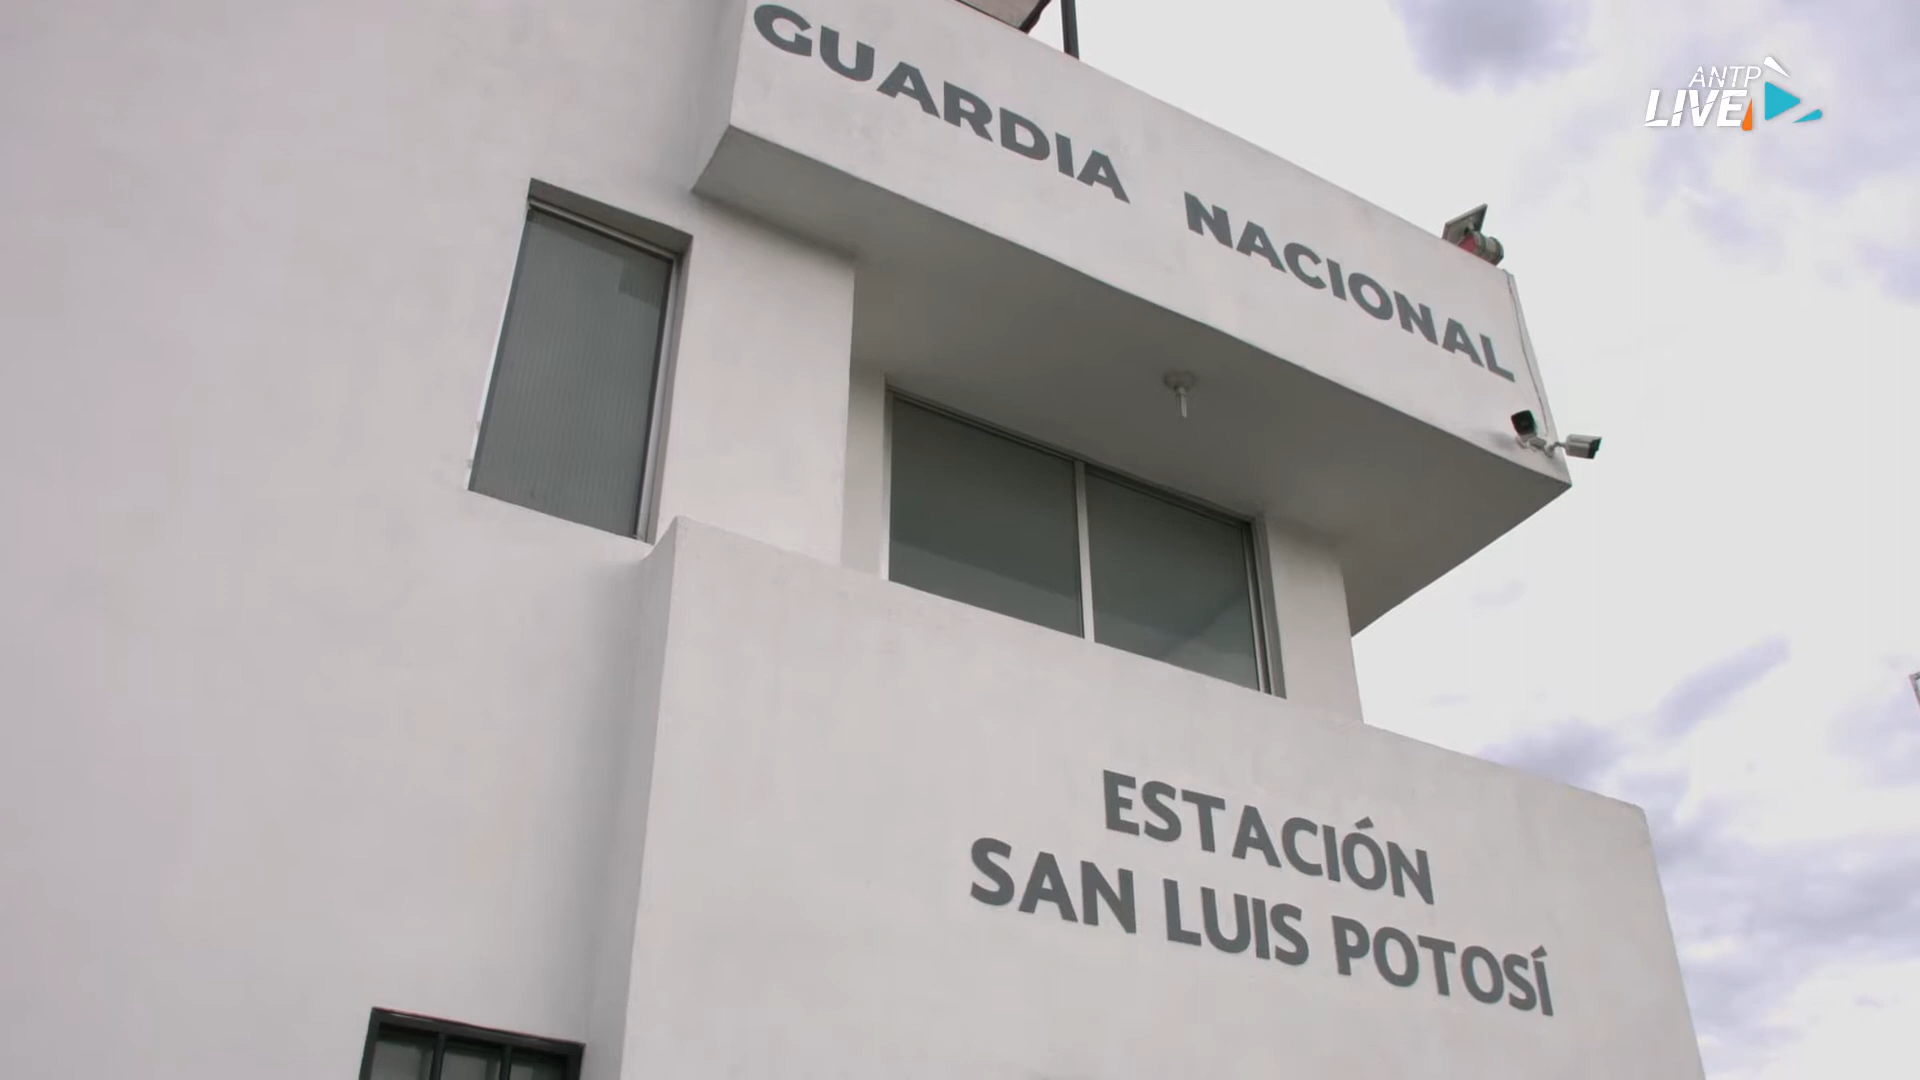 GUARDIA NACIONAL
ANTP
LIVE
ESTACIÓN
SAN LUIS POTOSÍ